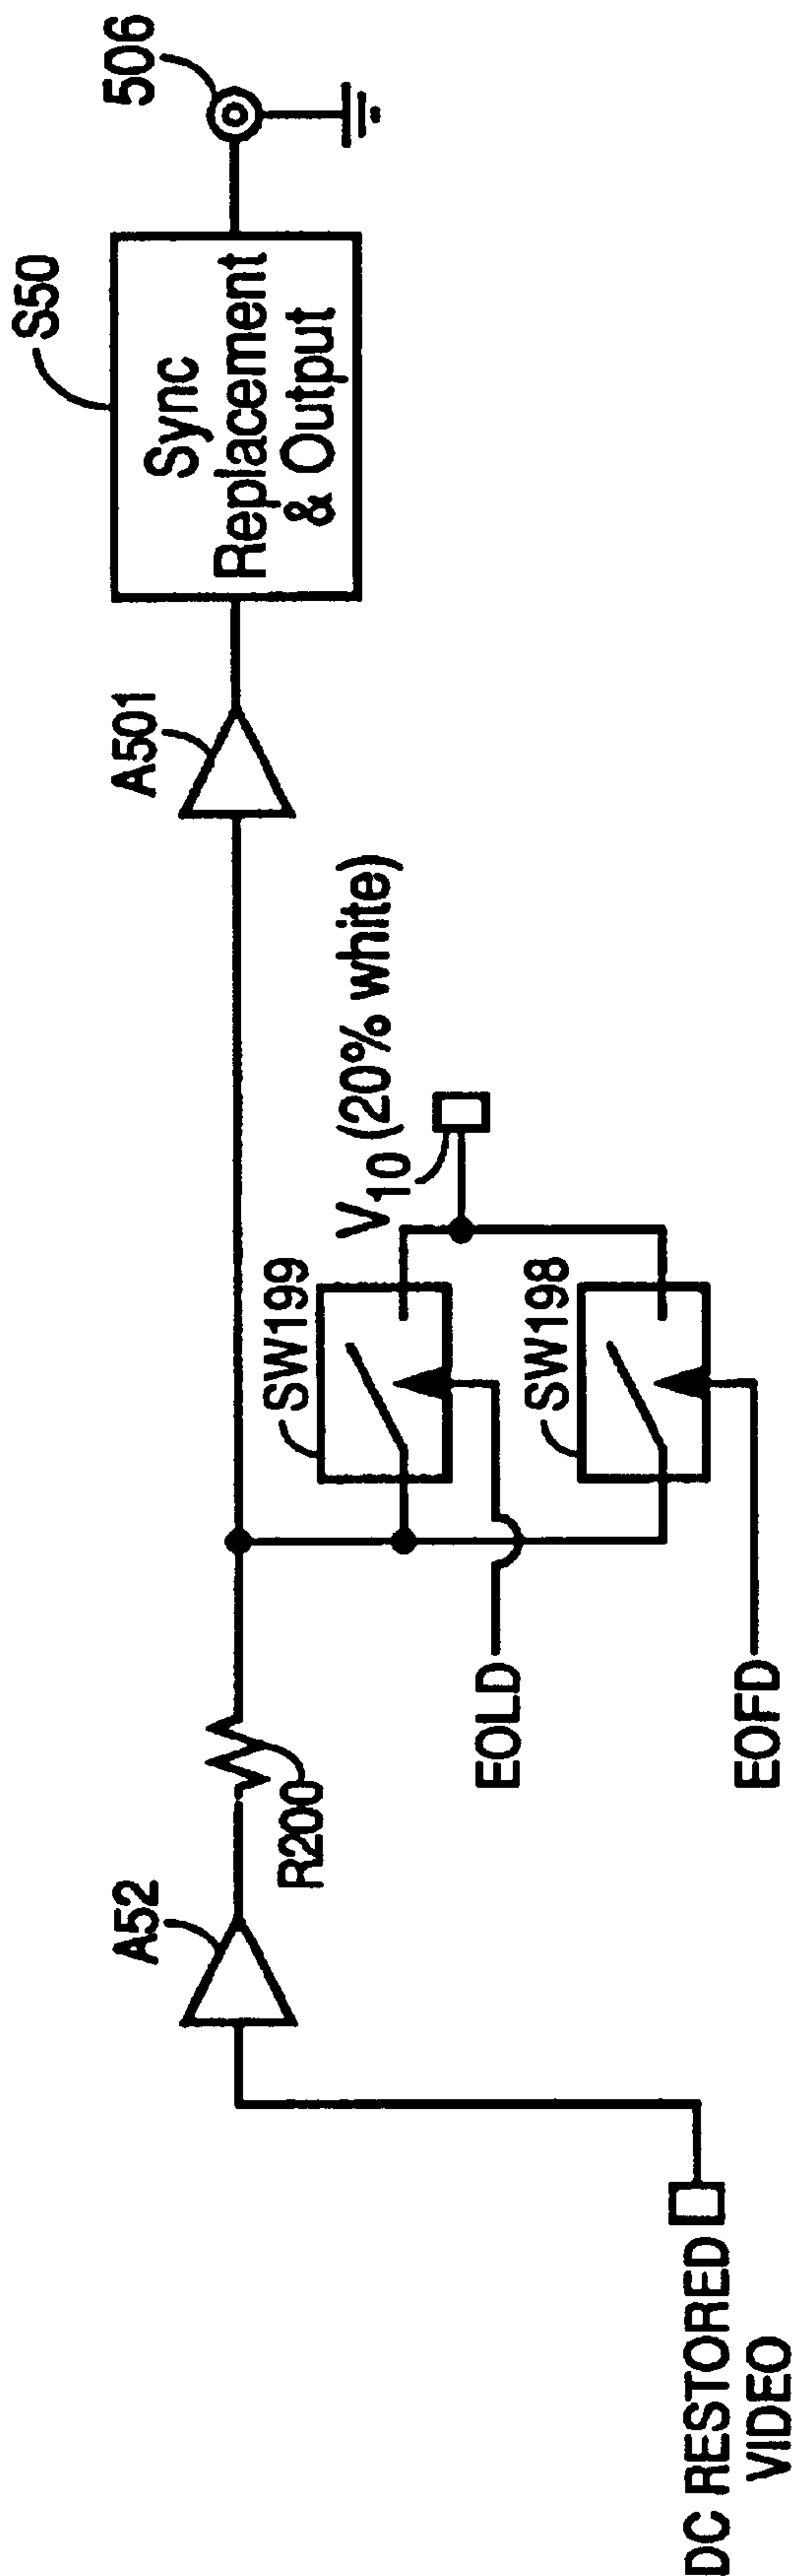 DC RESTORED
VIDEO
A52
R200
EOLD
EOFD
SW199
SW198
V10 (20% white)
A501
S50
Sync
Replacement
& Output
506